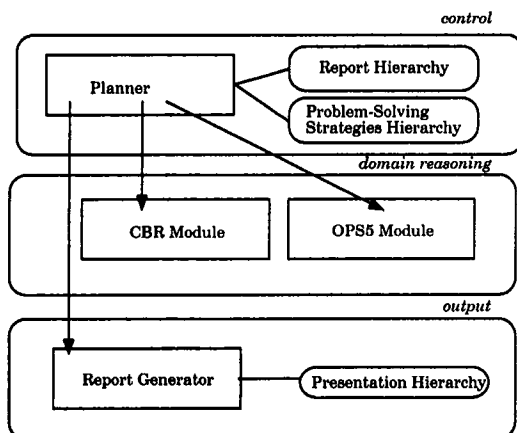 control
Planner
Report Hierarchy
Problem-Solving
Strategies Hierarchy
domain reasoning
CBR Module
OPS5 Module
output
Report Generator
Presentation Hierarchy